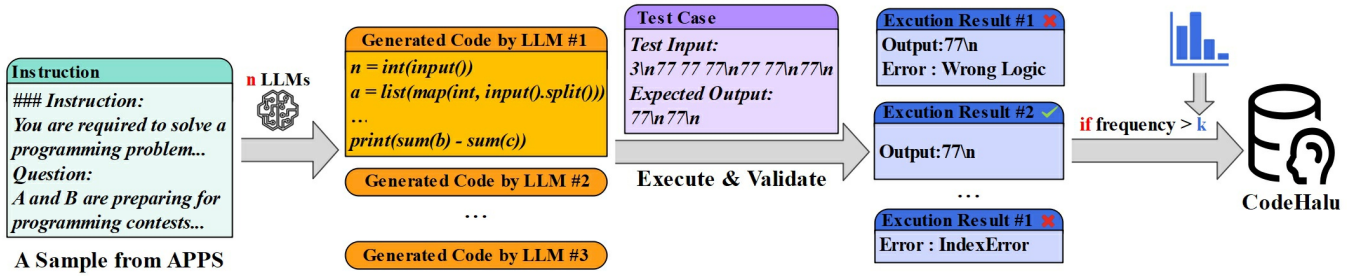 Instruction
### Instruction:
You are required to solve a
programming problem...
Question:
A and B are preparing for
programming contests...
A Sample from APPS
n LLMs
Generated Code by LLM #1
n = int(input())
a = list(map(int, input().split()))
...
print(sum(b) - sum(c))
Generated Code by LLM #2
...
Generated Code by LLM #3
Test Case
Test Input:
3\n77 77 77\n77 77\n77\n
Expected Output:
77\n77\n
Execute & Validate
Excution Result #1
Output:77\n
Error : Wrong Logic
Excution Result #2
Output:77\n
...
Excution Result #1
Error : IndexError
if frequency > k
CodeHalu